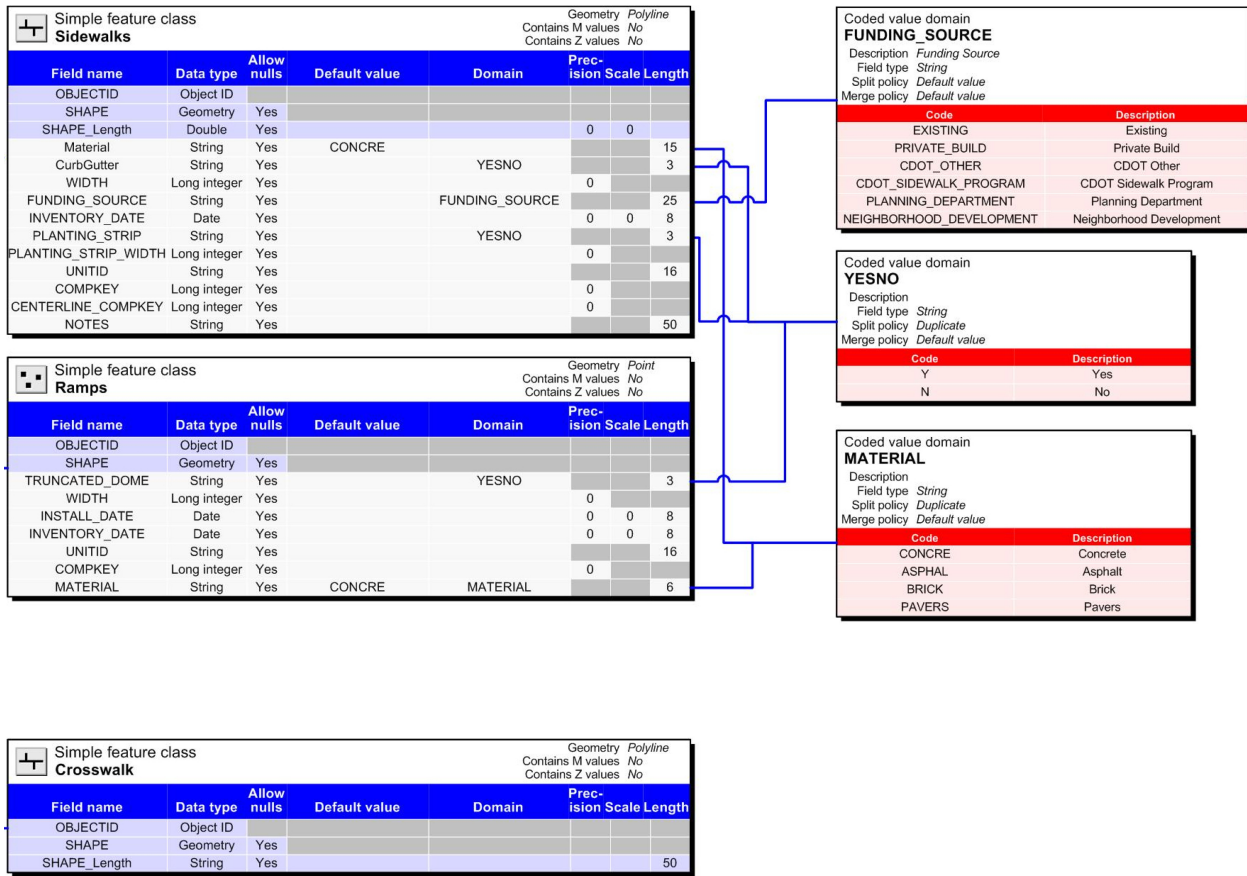 Simple feature class
Sidewalks
Geometry Polyline
Contains M values No
Contains Z values No
Field name Data type Allow nulls Default value Domain Prec-ision Scale Length
OBJECTID Object ID
SHAPE Geometry Yes
SHAPE_Length Double Yes 0 0
Material String Yes CONCRE 15
CurbGutter String Yes YESNO 3
WIDTH Long integer Yes 0
FUNDING_SOURCE String Yes FUNDING_SOURCE 25
INVENTORY_DATE Date Yes 0 0 8
PLANTING_STRIP String Yes YESNO 3
PLANTING_STRIP_WIDTH Long integer Yes 0
UNITID String Yes 16
COMPKEY Long integer Yes 0
CENTERLINE_COMPKEY Long integer Yes 0
NOTES String Yes 50
Simple feature class
Ramps
Geometry Point
Contains M values No
Contains Z values No
Field name Data type Allow nulls Default value Domain Prec-ision Scale Length
OBJECTID Object ID
SHAPE Geometry Yes
TRUNCATED_DOME String Yes YESNO 3
WIDTH Long integer Yes 0
INSTALL_DATE Date Yes 0 0 8
INVENTORY_DATE Date Yes 0 0 8
UNITID String Yes 16
COMPKEY Long integer Yes 0
MATERIAL String Yes CONCRE MATERIAL 6
Simple feature class
Crosswalk
Geometry Polyline
Contains M values No
Contains Z values No
Field name Data type Allow nulls Default value Domain Prec-ision Scale Length
OBJECTID Object ID
SHAPE Geometry Yes
SHAPE_Length String Yes 50
Coded value domain
FUNDING_SOURCE
Description Funding Source
Field type String
Split policy Default value
Merge policy Default value
Code Description
EXISTING Existing
PRIVATE_BUILD Private Build
CDOT_OTHER CDOT Other
CDOT_SIDEWALK_PROGRAM CDOT Sidewalk Program
PLANNING_DEPARTMENT Planning Department
NEIGHBORHOOD_DEVELOPMENT Neighborhood Development
Coded value domain
YESNO
Description
Field type String
Split policy Duplicate
Merge policy Default value
Code Description
Y Yes
N No
Coded value domain
MATERIAL
Description
Field type String
Split policy Duplicate
Merge policy Default value
Code Description
CONCRE Concrete
ASPHAL Asphalt
BRICK Brick
PAVERS Pavers